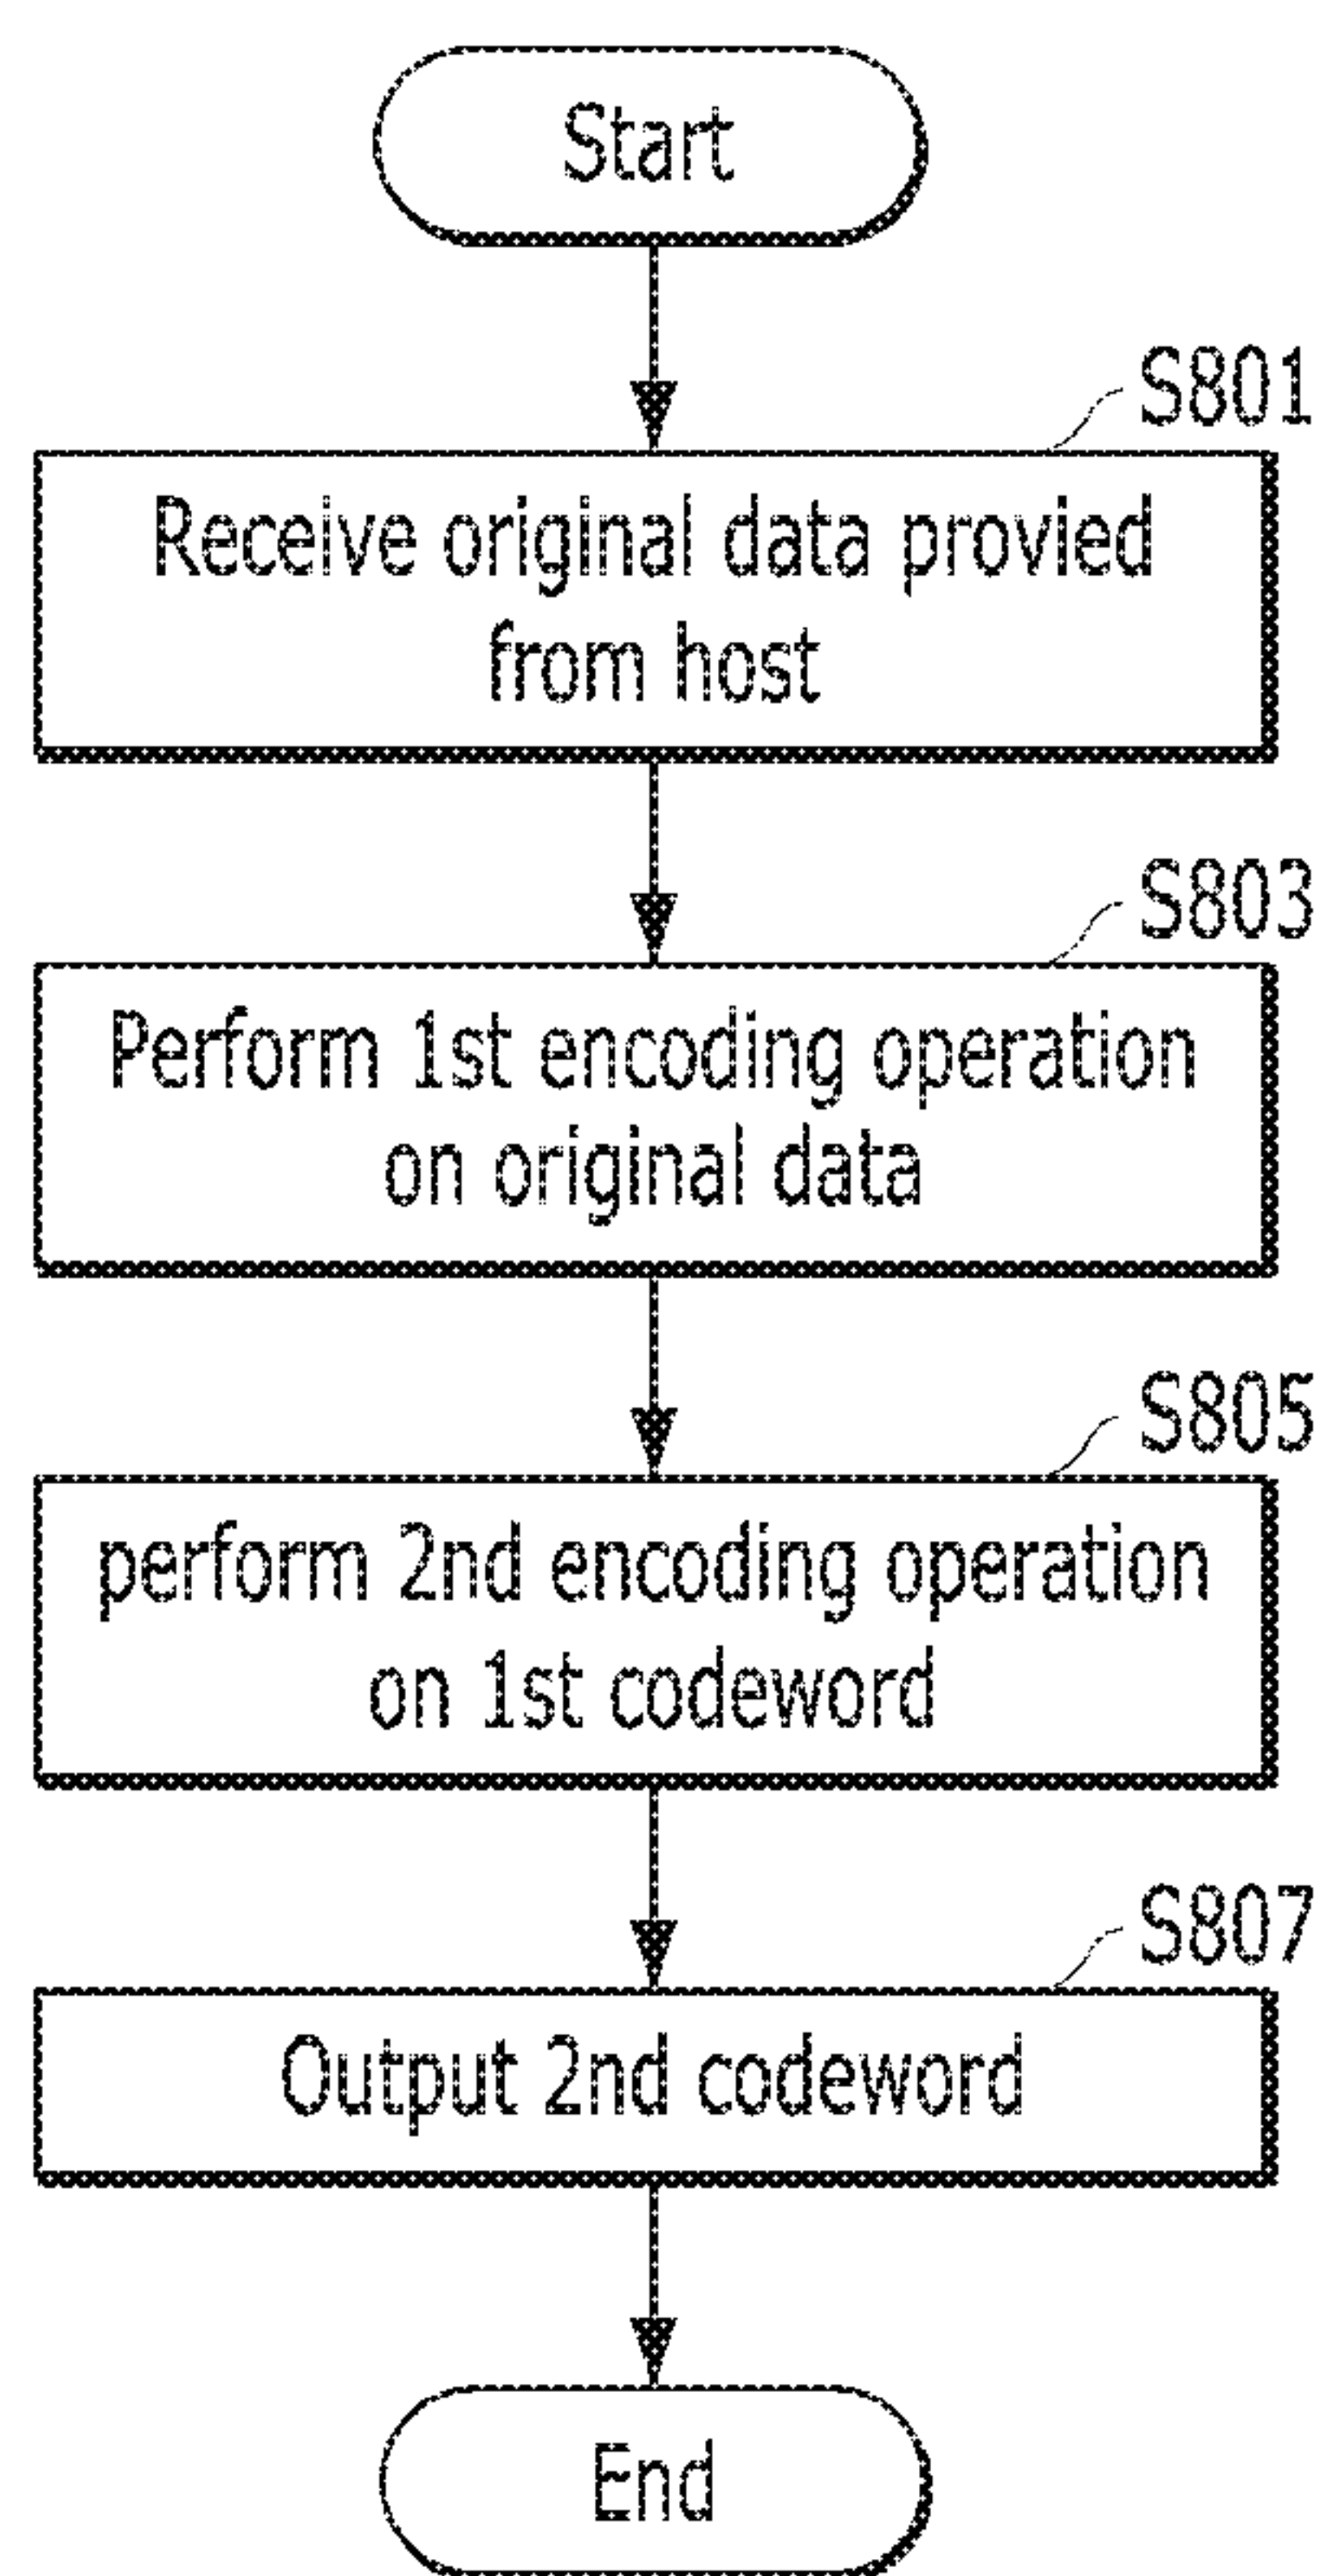 Start
S801
Receive original data provied
from host
S803
Perform 1st encoding operation
on original data
S805
perform 2nd encoding operation
on 1st codeword
S807
Output 2nd codeword
End